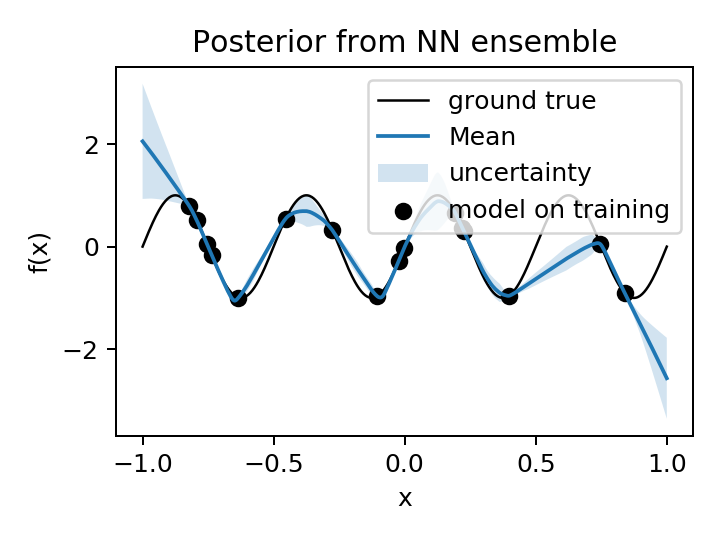 Posterior from NN ensemble
ground true
Mean
uncertainty
model on training
f(x)
2
0
−2
−1.0 −0.5 0.0 0.5 1.0
x